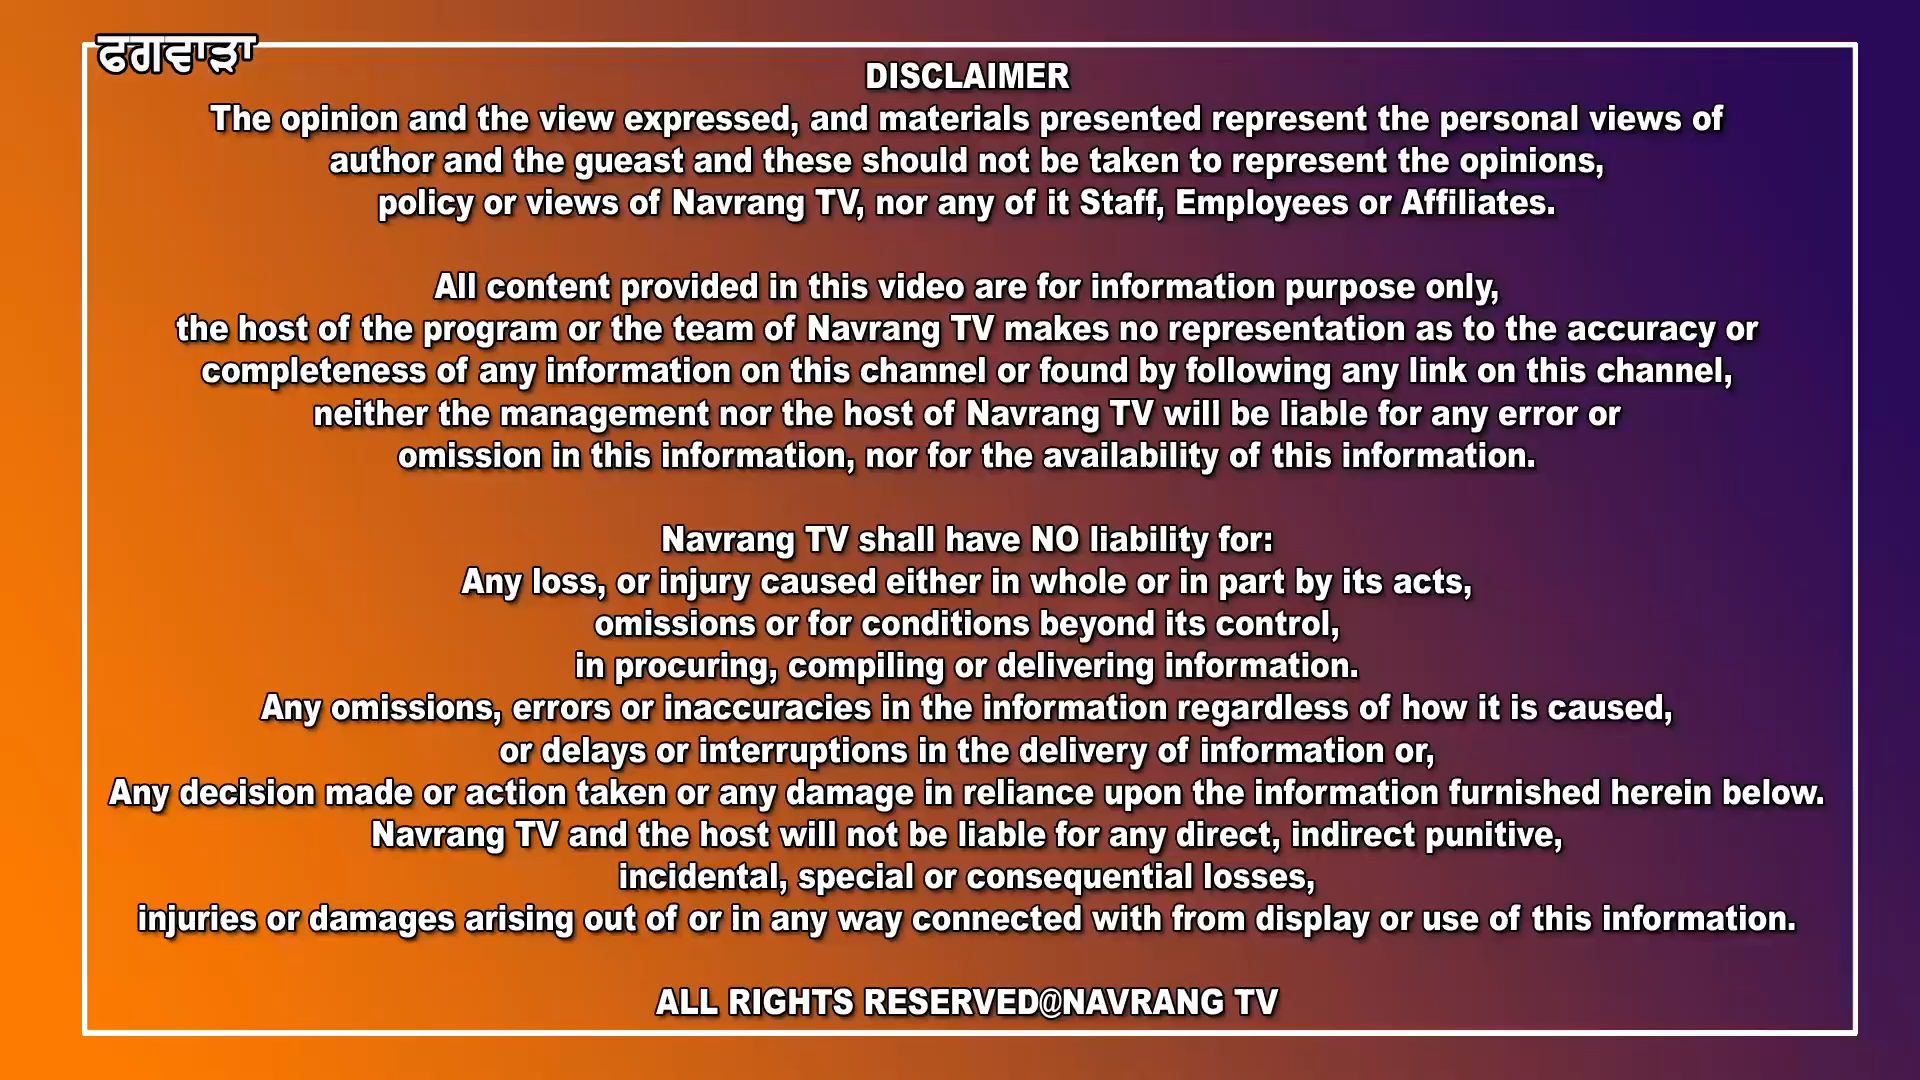 ਫਗਵਾੜਾ
DISCLAIMER
The opinion and the view expressed, and materials presented represent the personal views of
author and the gueast and these should not be taken to represent the opinions,
policy or views of Navrang TV, nor any of it Staff, Employees or Affiliates.
All content provided in this video are for information purpose only,
the host of the program or the team of Navrang TV makes no representation as to the accuracy or
completeness of any information on this channel or found by following any link on this channel,
neither the management nor the host of Navrang TV will be liable for any error or
omission in this information, nor for the availability of this information.
Navrang TV shall have NO liability for:
Any loss, or injury caused either in whole or in part by its acts,
omissions or for conditions beyond its control,
in procuring, compiling or delivering information.
Any omissions, errors or inaccuracies in the information regardless of how it is caused,
or delays or interruptions in the delivery of information or,
Any decision made or action taken or any damage in reliance upon the information furnished herein below.
Navrang TV and the host will not be liable for any direct, indirect punitive,
incidental, special or consequential losses,
injuries or damages arising out of or in any way connected with from display or use of this information.
ALL RIGHTS RESERVED@NAVRANG TV